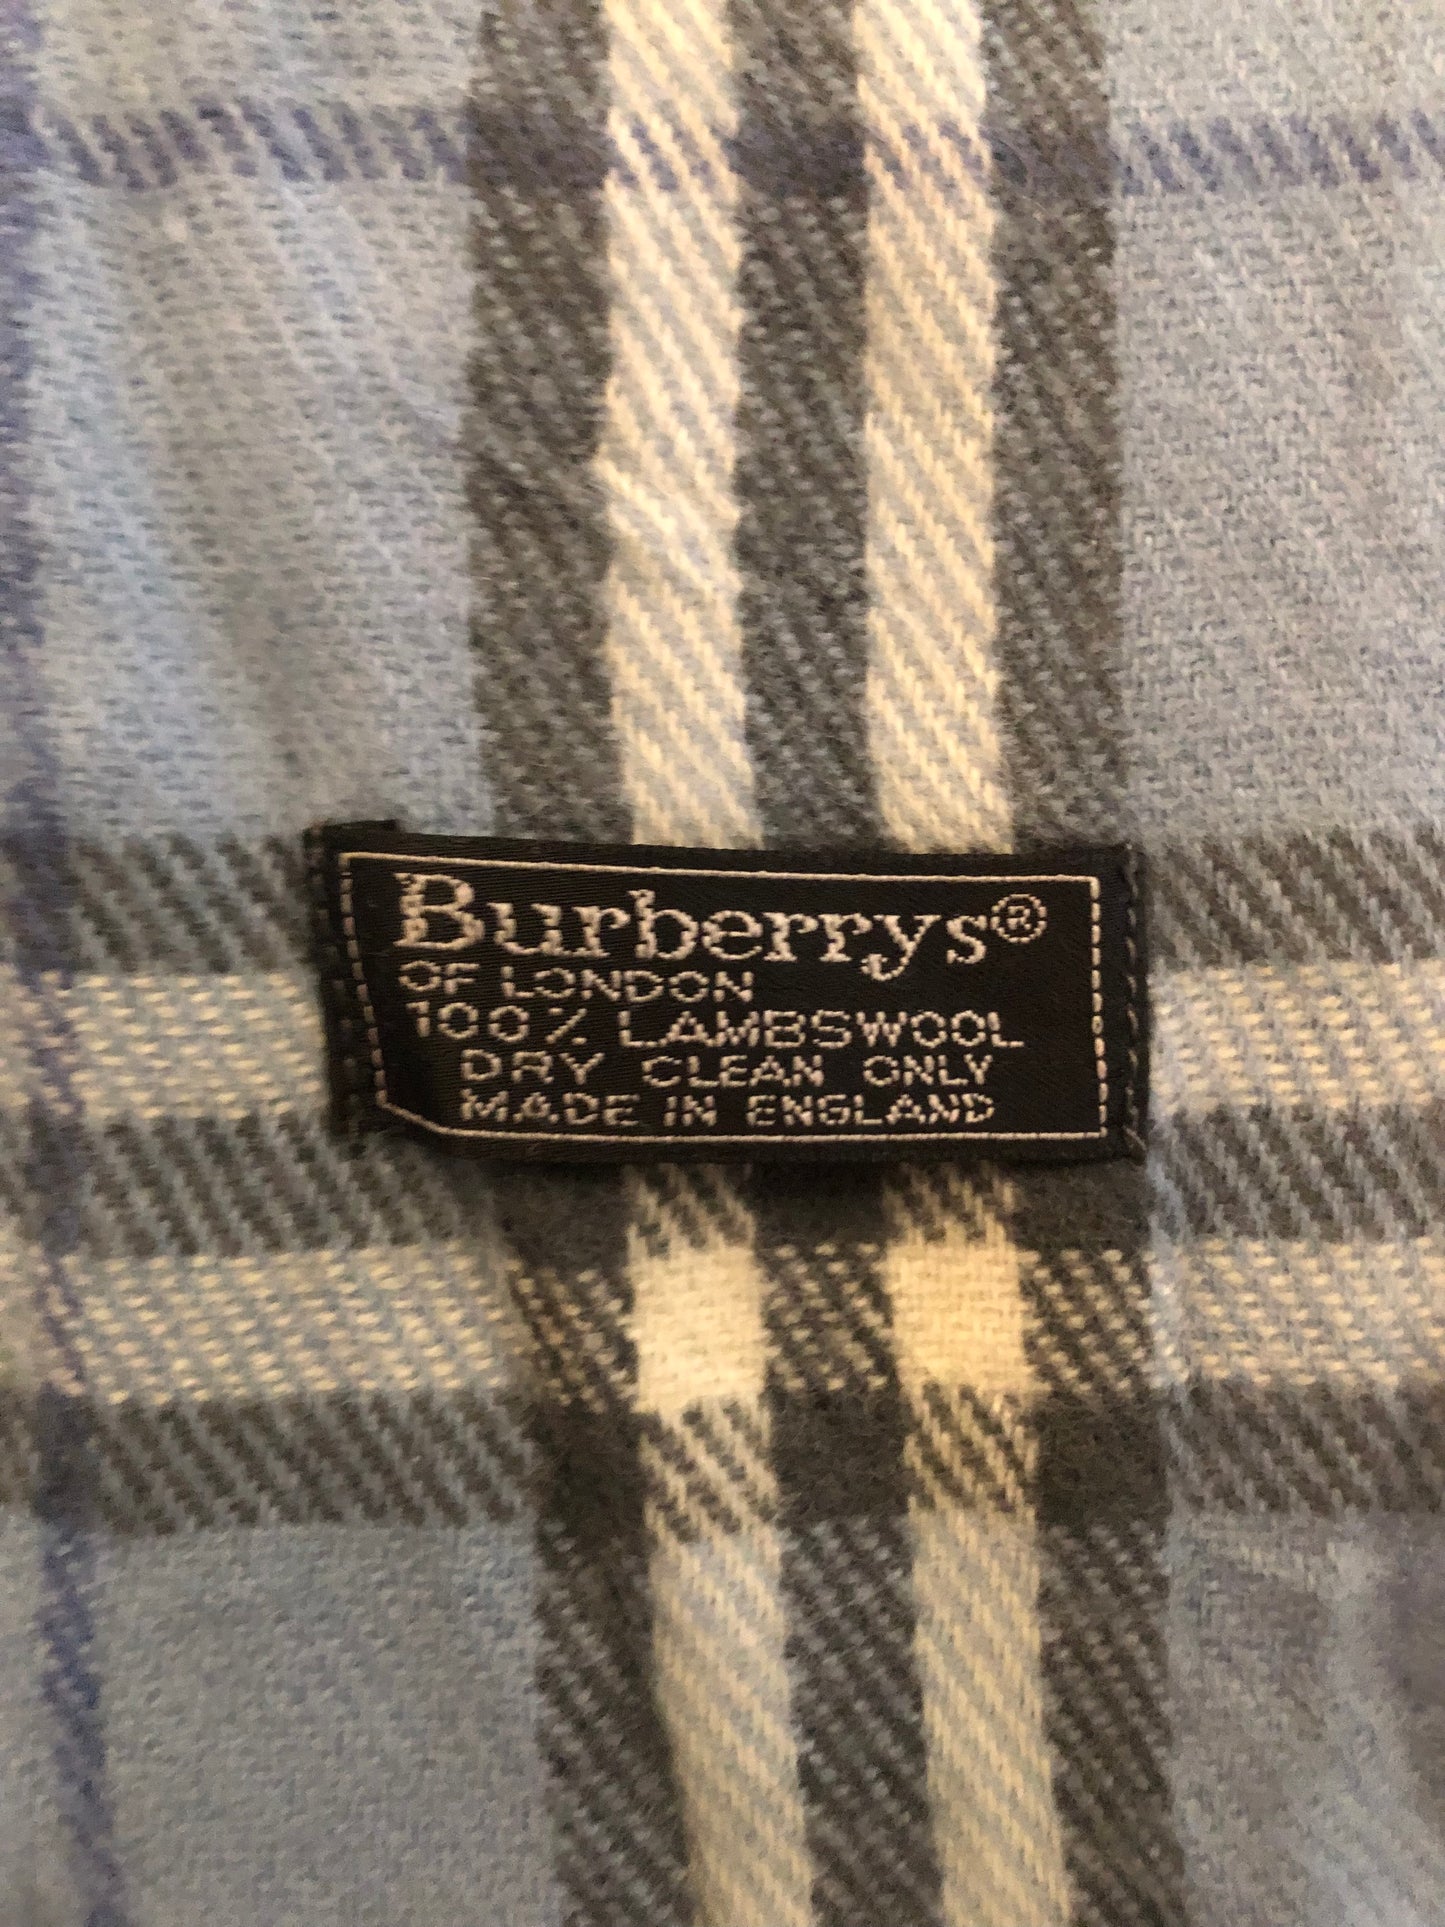 Burberrys®
OF LONDON
100% LAMBSWOOL
DRY CLEAN ONLY
MADE IN ENGLAND